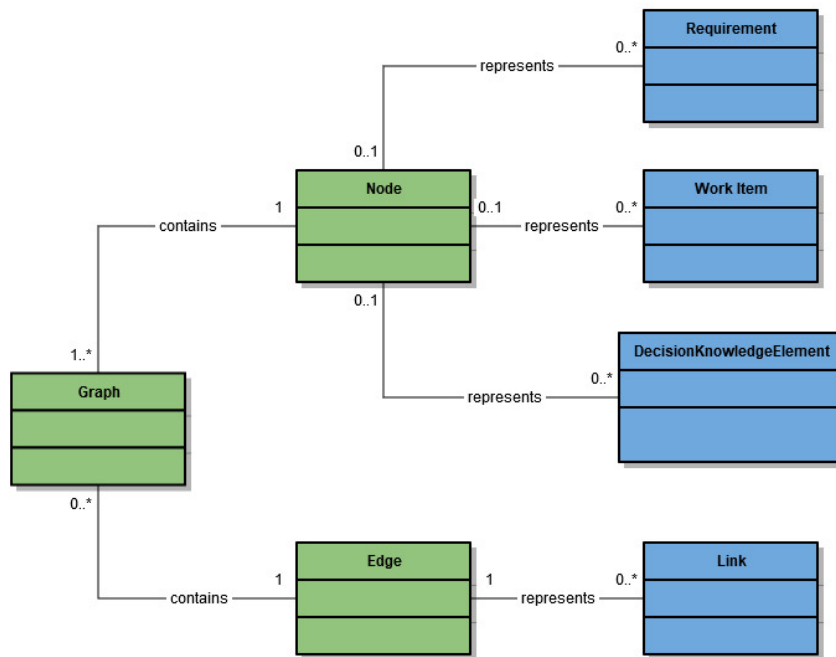 Requirement
0..*
represents
0..1
Node
Work Item
1
0..1
0..*
contains
represents
0..1
DecisionKnowledgeElement
1..*
0..*
Graph
represents
0..*
Edge
Link
1
1
0..*
contains
represents